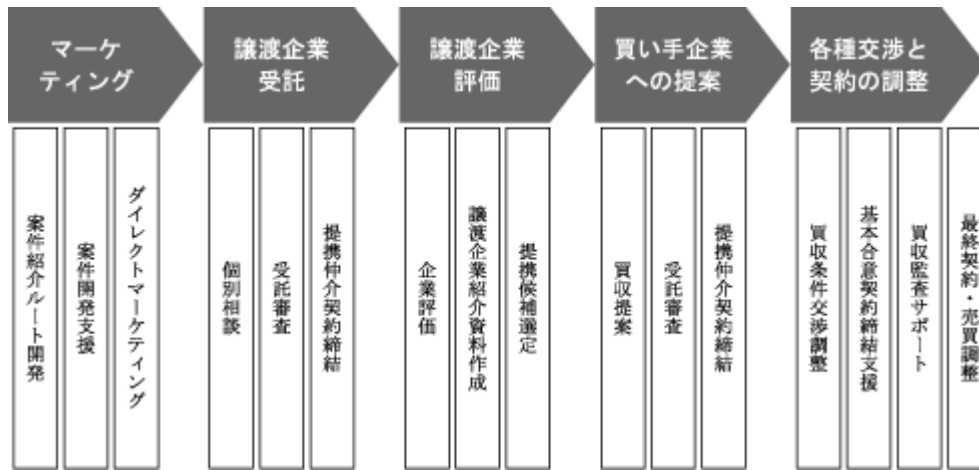 マーケ
ティング
譲渡企業
受託
譲渡企業
評価
買い手企業
への提案
各種交渉と
契約の調整
案件紹介ルート開発
案件開発支援
ダイレクトマーケティング
個別相談
受託審査
提携仲介契約締結
企業評価
譲渡企業紹介資料作成
提携候補選定
買収提案
受託審査
提携仲介契約締結
買収条件交渉調整
基本合意契約締結支援
買収監査サポート
最終契約・売買調整